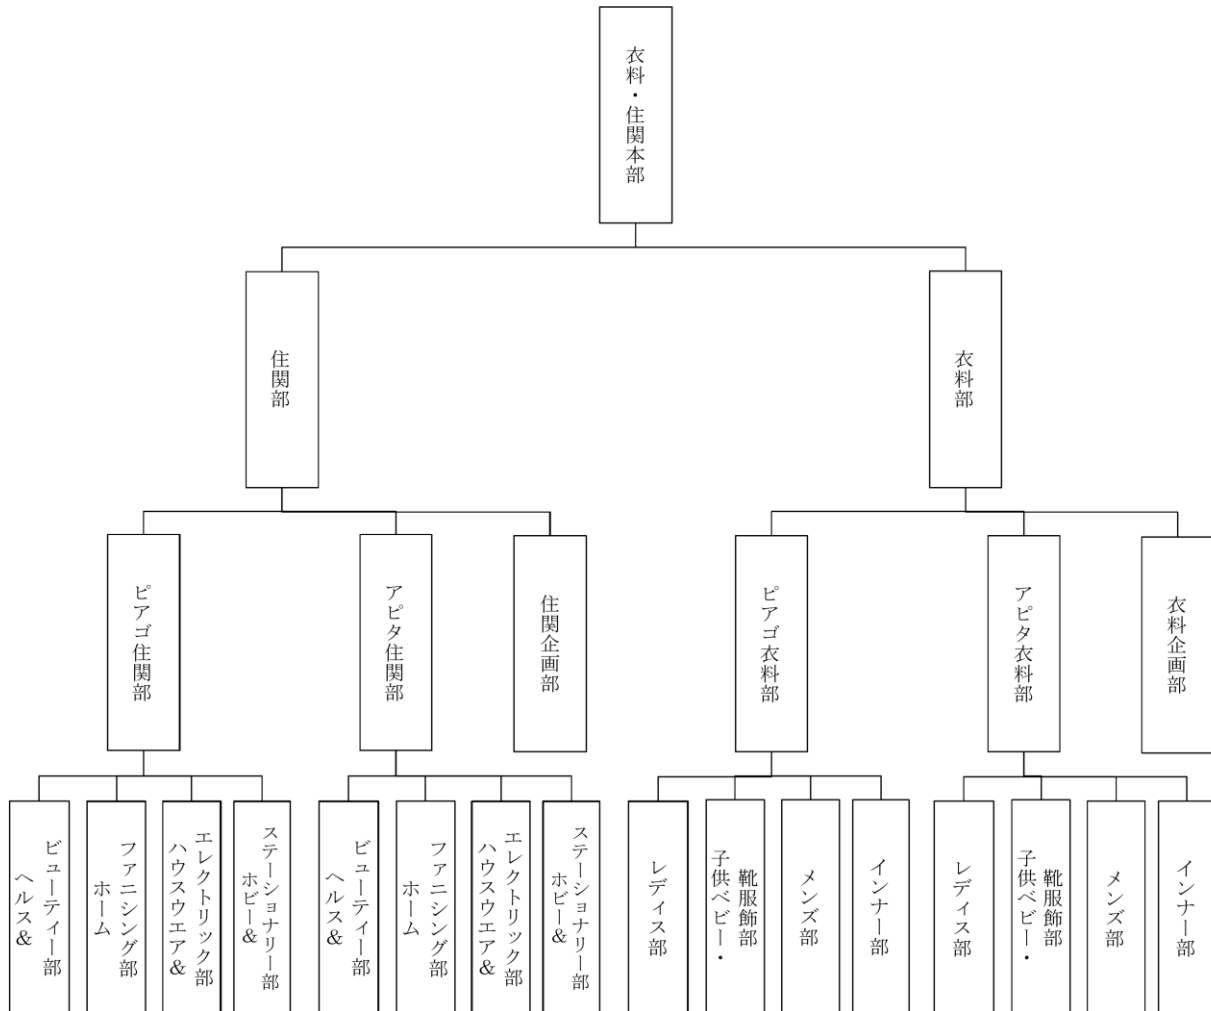 衣料・住関本部
住関部
衣料部
ピアゴ住関部
アピタ住関部
住関企画部
ピアゴ衣料部
アピタ衣料部
衣料企画部
ヘルス&
ビューティー部
ホーム
ファニシング部
ハウスウエア&
エレクトリック部
ホビー&
ステーショナリー部
ヘルス&
ビューティー部
ホーム
ファニシング部
ハウスウエア&
エレクトリック部
ホビー&
ステーショナリー部
レディス部
子供ベビー・
靴服飾部
メンズ部
インナー部
レディス部
子供ベビー・
靴服飾部
メンズ部
インナー部